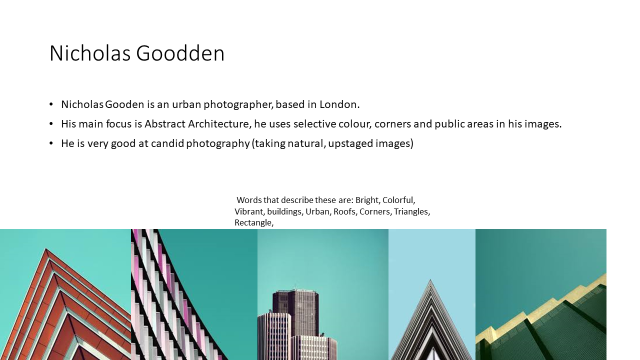 Nicholas Goodden
• Nicholas Gooden is an urban photographer, based in London.
• His main focus is Abstract Architecture, he uses selective colour, corners and public areas in his images.
• He is very good at candid photography (taking natural, upstaged images)
Words that describe these are: Bright, Colorful,
Vibrant, buildings, Urban, Roofs, Corners, Triangles,
Rectangle,